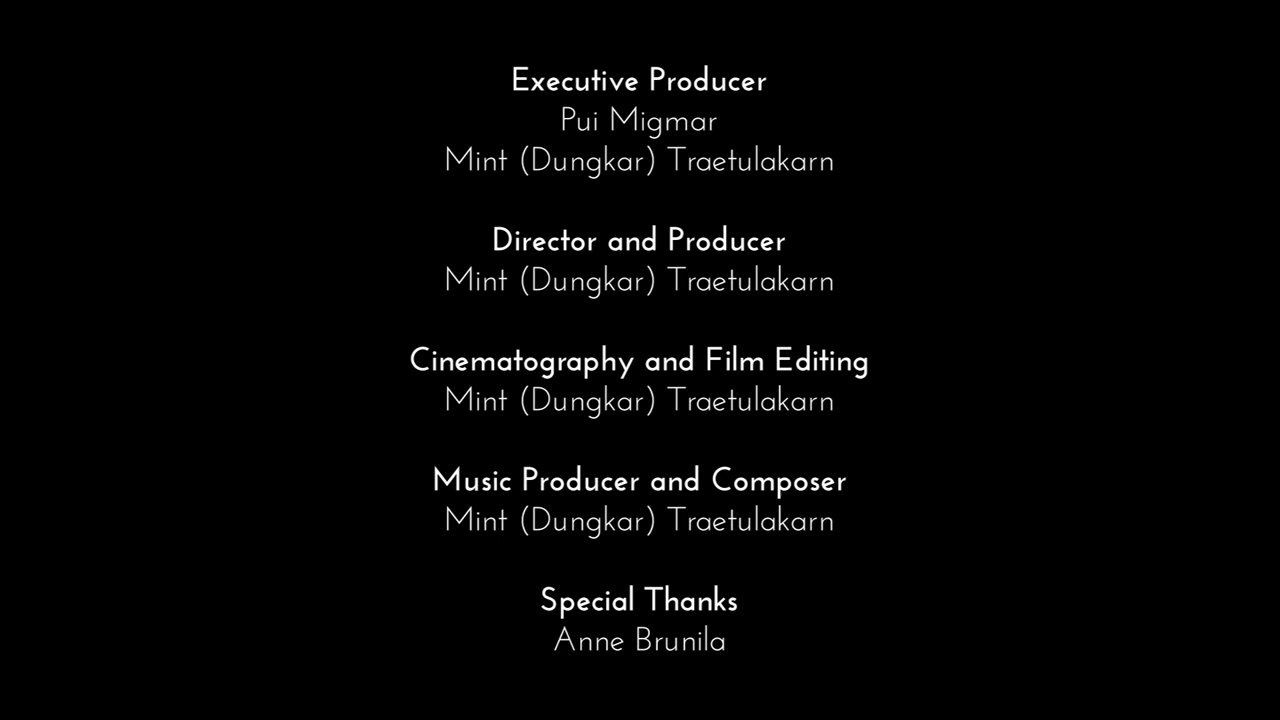 Executive Producer
Pui Migmar
Mint (Dungkar) Traetulakarn
Director and Producer
Mint (Dungkar) Traetulakarn
Cinematography and Film Editing
Mint (Dungkar) Traetulakarn
Music Producer and Composer
Mint (Dungkar) Traetulakarn
Special Thanks
Anne Brunila